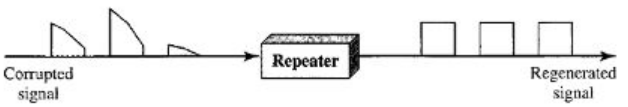 Repeater
Corrupted
signal
Regenerated
signal